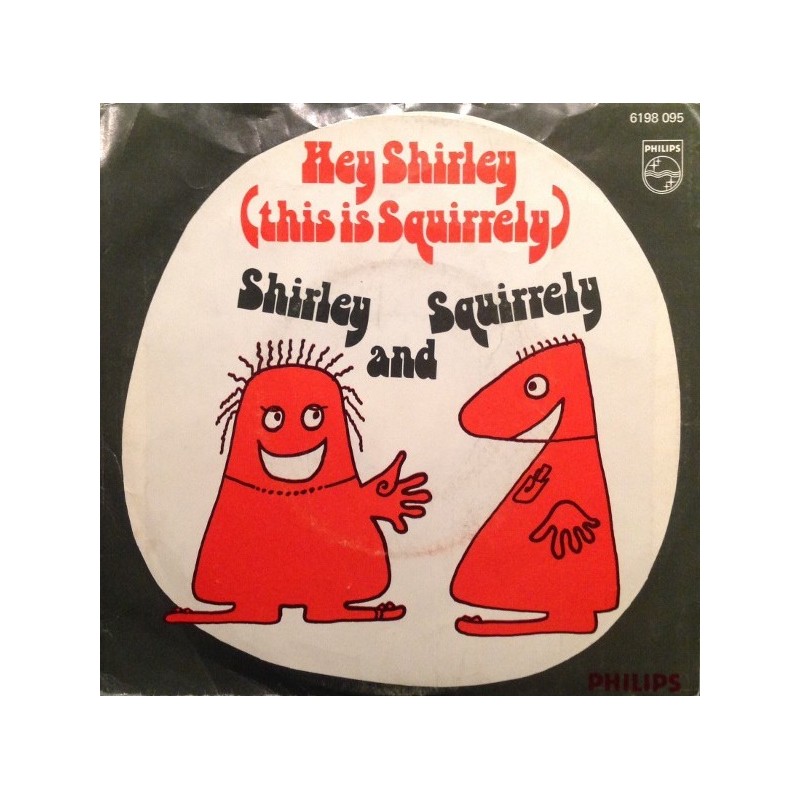 6198 095
PHILIPS
Hey Shirley
(this is Squirrely)
Shirley
and
Squirrely
PHILIPS